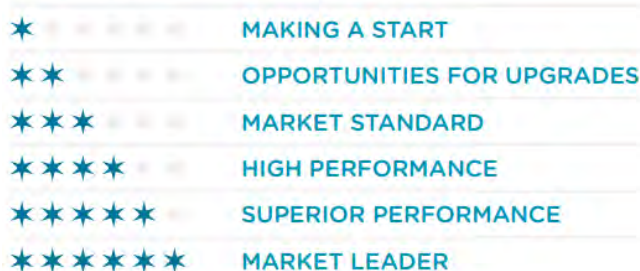 MAKING A START
OPPORTUNITIES FOR UPGRADES
MARKET STANDARD
HIGH PERFORMANCE
SUPERIOR PERFORMANCE
MARKET LEADER